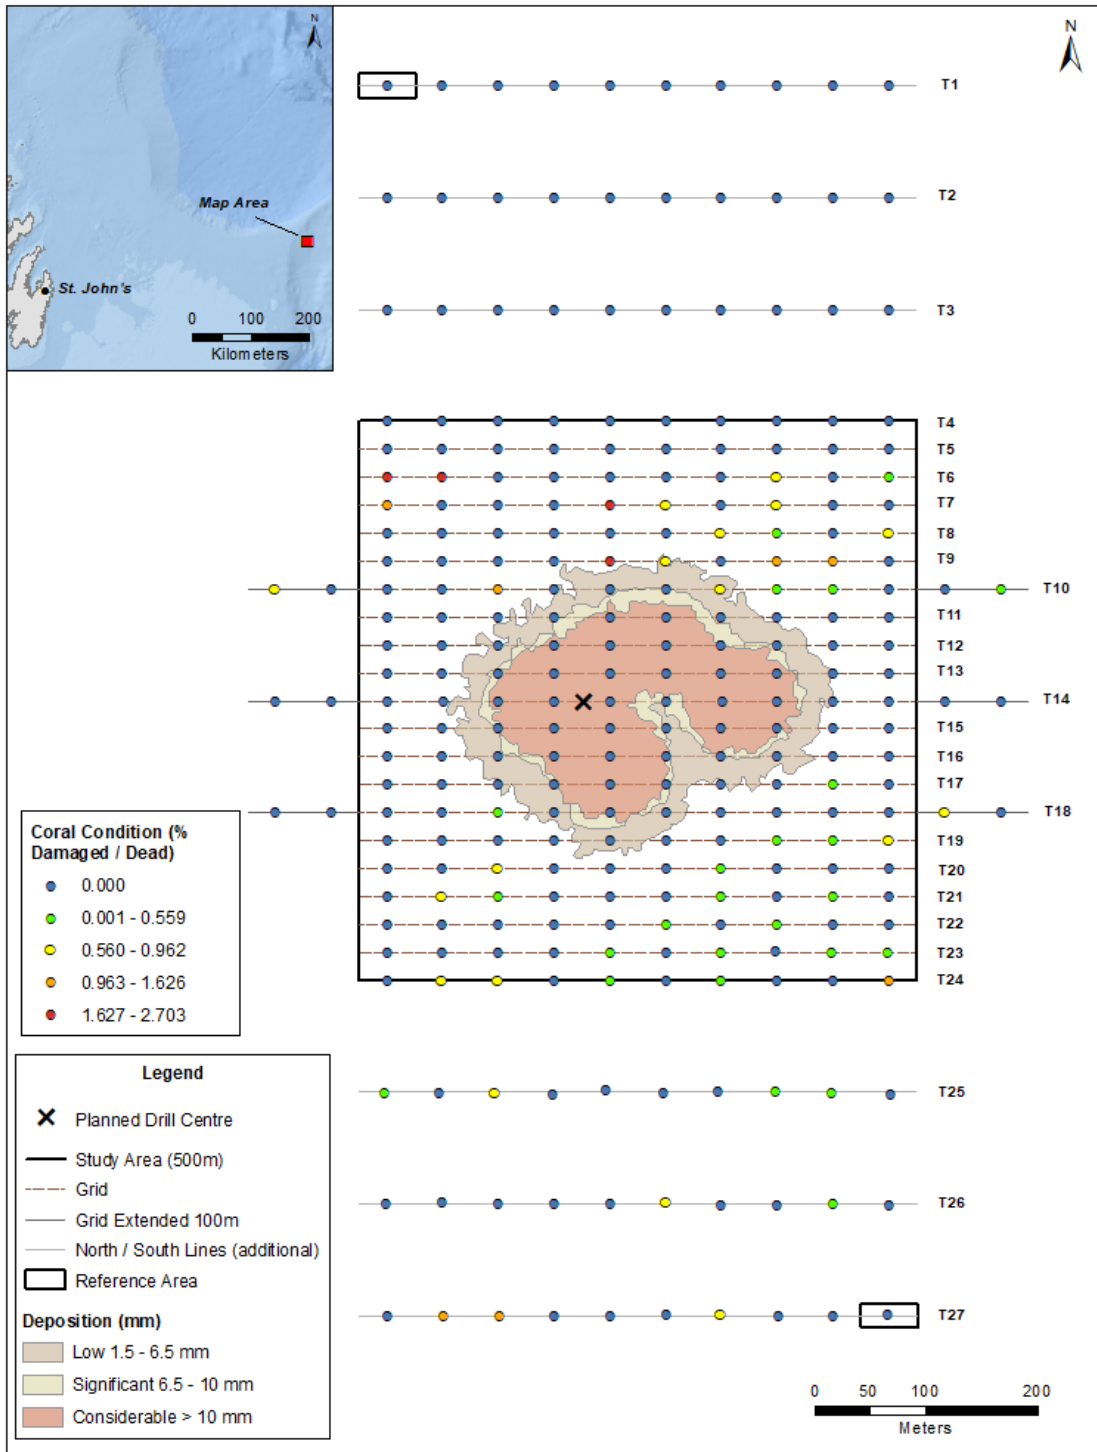 N
Map Area
St. John's
0 100 200
Kilometers
N
T1
T2
T3
T4
T5
T6
T7
T8
T9
T10
T11
T12
T13
T14
T15
T16
T17
T18
T19
T20
T21
T22
T23
T24
T25
T26
T27
Coral Condition (%
Damaged / Dead)
0.000
0.001 - 0.559
0.560 - 0.962
0.963 - 1.626
1.627 - 2.703
Legend
Planned Drill Centre
Study Area (500m)
Grid
Grid Extended 100m
North / South Lines (additional)
Reference Area
Deposition (mm)
Low 1.5 - 6.5 mm
Significant 6.5 - 10 mm
Considerable > 10 mm
0 50 100 200
Meters